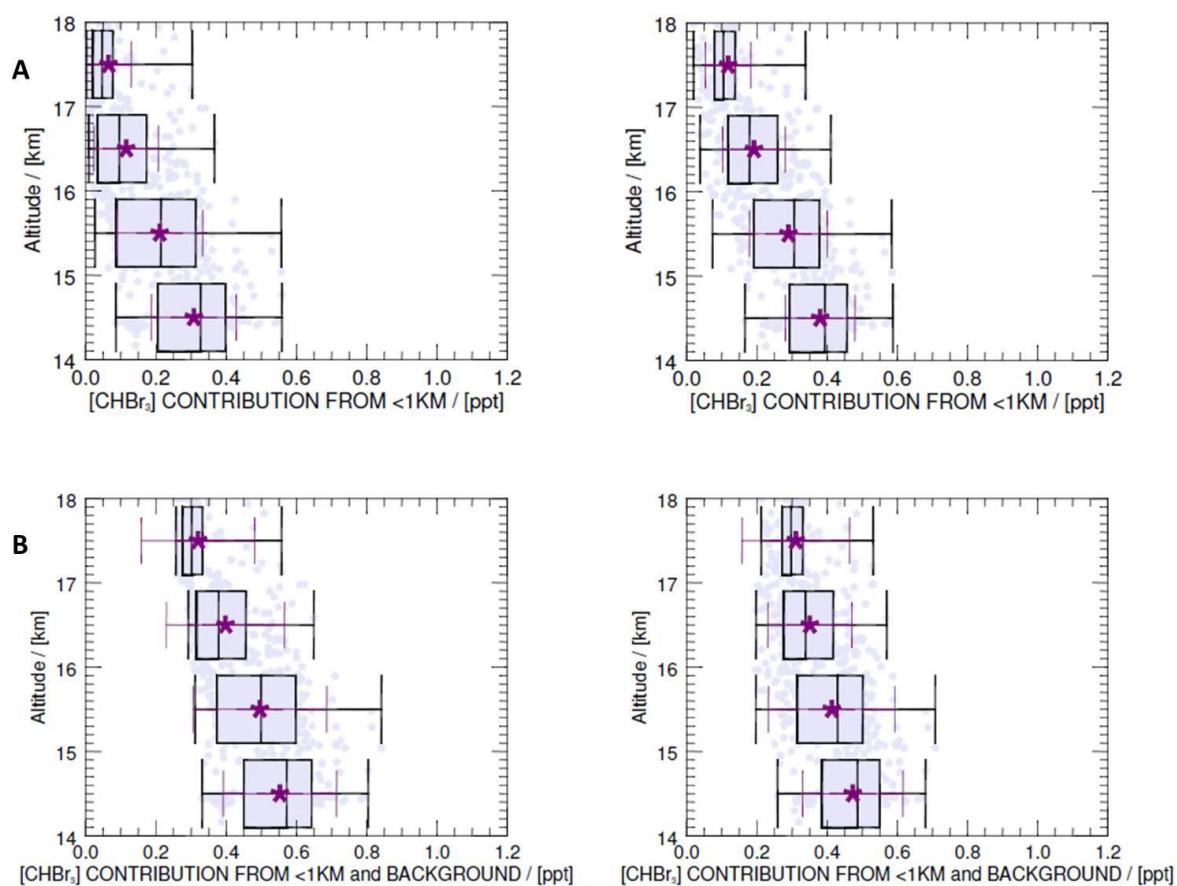 A
18
17
16
15
14
Altitude / [km]
0.0 0.2 0.4 0.6 0.8 1.0 1.2
[CHBr₃] CONTRIBUTION FROM <1KM / [ppt]
18
17
16
15
14
Altitude / [km]
0.0 0.2 0.4 0.6 0.8 1.0 1.2
[CHBr₃] CONTRIBUTION FROM <1KM / [ppt]
B
18
17
16
15
14
Altitude / [km]
0.0 0.2 0.4 0.6 0.8 1.0 1.2
[CHBr₃] CONTRIBUTION FROM <1KM and BACKGROUND / [ppt]
18
17
16
15
14
Altitude / [km]
0.0 0.2 0.4 0.6 0.8 1.0 1.2
[CHBr₃] CONTRIBUTION FROM <1KM and BACKGROUND / [ppt]